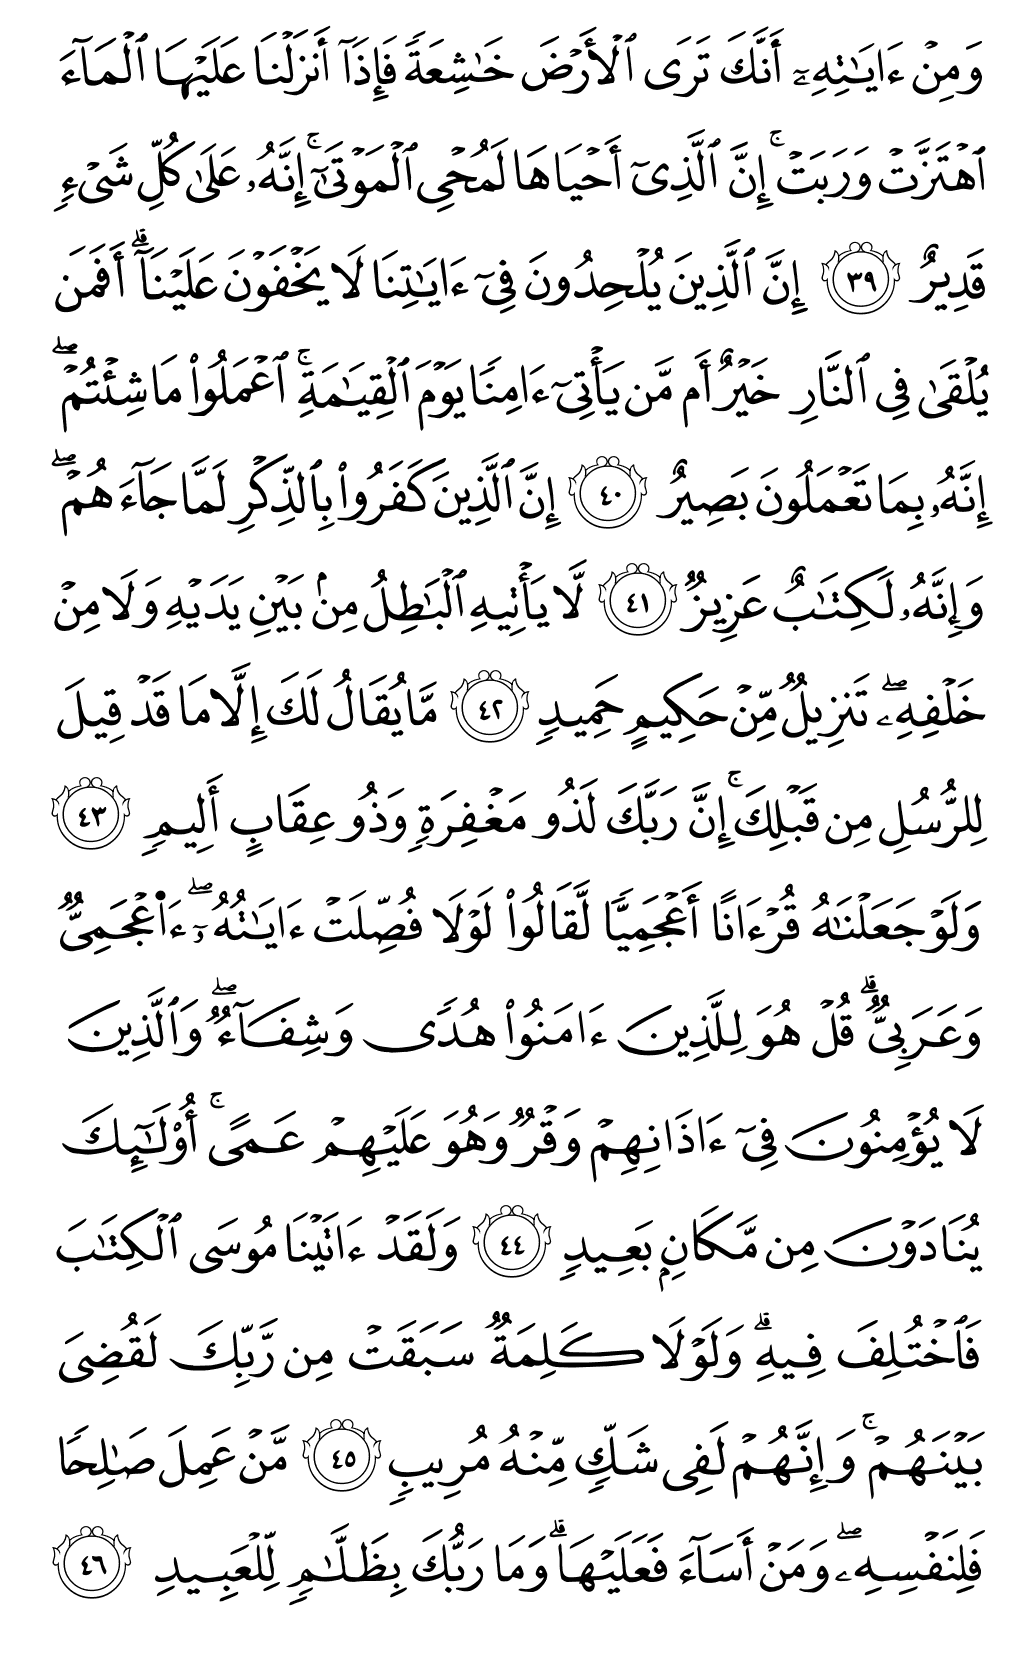 وَمِنْ ءَايَٰتِهِۦٓ أَنَّكَ تَرَى ٱلْأَرْضَ خَٰشِعَةً فَإِذَآ أَنزَلْنَا عَلَيْهَا ٱلْمَآءَ
ٱهْتَزَّتْ وَرَبَتْ ۚ إِنَّ ٱلَّذِىٓ أَحْيَاهَا لَمُحْىِ ٱلْمَوْتَىٰٓ ۚ إِنَّهُۥ عَلَىٰ كُلِّ شَىْءٍ
قَدِيرٌ ٣٩ إِنَّ ٱلَّذِينَ يُلْحِدُونَ فِىٓ ءَايَٰتِنَا لَا يَخْفَوْنَ عَلَيْنَآ ۗ أَفَمَن
يُلْقَىٰ فِى ٱلنَّارِ خَيْرٌ أَم مَّن يَأْتِىٓ ءَامِنًا يَوْمَ ٱلْقِيَٰمَةِ ۚ ٱعْمَلُوا۟ مَا شِئْتُمْ ۖ
إِنَّهُۥ بِمَا تَعْمَلُونَ بَصِيرٌ ٤٠ إِنَّ ٱلَّذِينَ كَفَرُوا۟ بِٱلذِّكْرِ لَمَّا جَآءَهُمْ ۖ
وَإِنَّهُۥ لَكِتَٰبٌ عَزِيزٌ ٤١ لَّا يَأْتِيهِ ٱلْبَٰطِلُ مِنۢ بَيْنِ يَدَيْهِ وَلَا مِنْ
خَلْفِهِۦ ۖ تَنزِيلٌ مِّنْ حَكِيمٍ حَمِيدٍ ٤٢ مَّا يُقَالُ لَكَ إِلَّا مَا قَدْ قِيلَ
لِلرُّسُلِ مِن قَبْلِكَ ۚ إِنَّ رَبَّكَ لَذُو مَغْفِرَةٍ وَذُو عِقَابٍ أَلِيمٍ ٤٣
وَلَوْ جَعَلْنَٰهُ قُرْءَانًا أَعْجَمِيًّا لَّقَالُوا۟ لَوْلَا فُصِّلَتْ ءَايَٰتُهُۥٓ ۖ ءَا۬عْجَمِىٌّ
وَعَرَبِىٌّ ۗ قُلْ هُوَ لِلَّذِينَ ءَامَنُوا۟ هُدًى وَشِفَآءٌ ۖ وَٱلَّذِينَ
لَا يُؤْمِنُونَ فِىٓ ءَاذَانِهِمْ وَقْرٌ وَهُوَ عَلَيْهِمْ عَمًى ۚ أُو۟لَٰٓئِكَ
يُنَادَوْنَ مِن مَّكَانٍۭ بَعِيدٍ ٤٤ وَلَقَدْ ءَاتَيْنَا مُوسَى ٱلْكِتَٰبَ
فَٱخْتُلِفَ فِيهِ ۗ وَلَوْلَا كَلِمَةٌ سَبَقَتْ مِن رَّبِّكَ لَقُضِىَ
بَيْنَهُمْ ۚ وَإِنَّهُمْ لَفِى شَكٍّ مِّنْهُ مُرِيبٍ ٤٥ مَّنْ عَمِلَ صَٰلِحًا
فَلِنَفْسِهِۦ ۖ وَمَنْ أَسَآءَ فَعَلَيْهَا ۗ وَمَا رَبُّكَ بِظَلَّٰمٍ لِّلْعَبِيدِ ٤٦